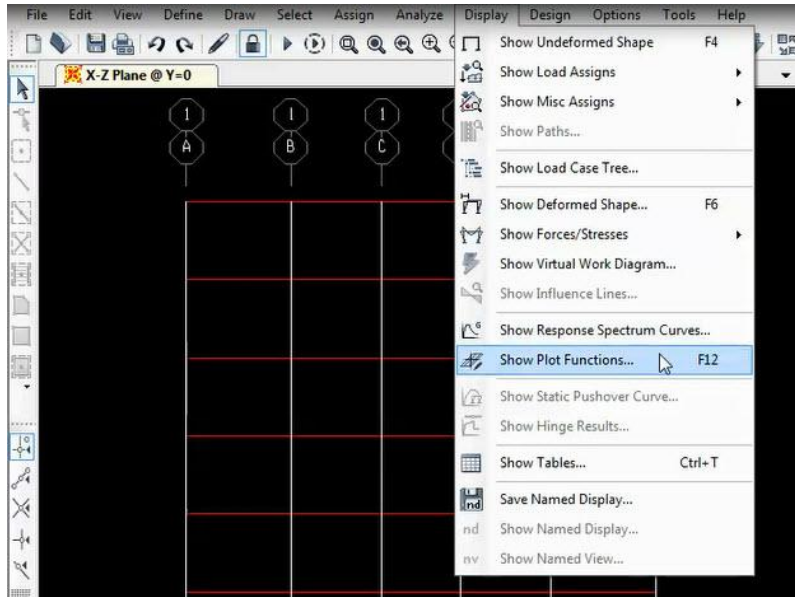 File Edit View Define Draw Select Assign Analyze Display Design Options Tools Help
X-Z Plane @ Y=0
1 1 1
A B C
Show Undeformed Shape F4
Show Load Assigns
Show Misc Assigns
Show Paths...
Show Load Case Tree...
Show Deformed Shape... F6
Show Forces/Stresses
Show Virtual Work Diagram...
Show Influence Lines...
Show Response Spectrum Curves...
Show Plot Functions... F12
Show Static Pushover Curve...
Show Hinge Results...
Show Tables... Ctrl+T
Save Named Display...
nd Show Named Display...
nv Show Named View...